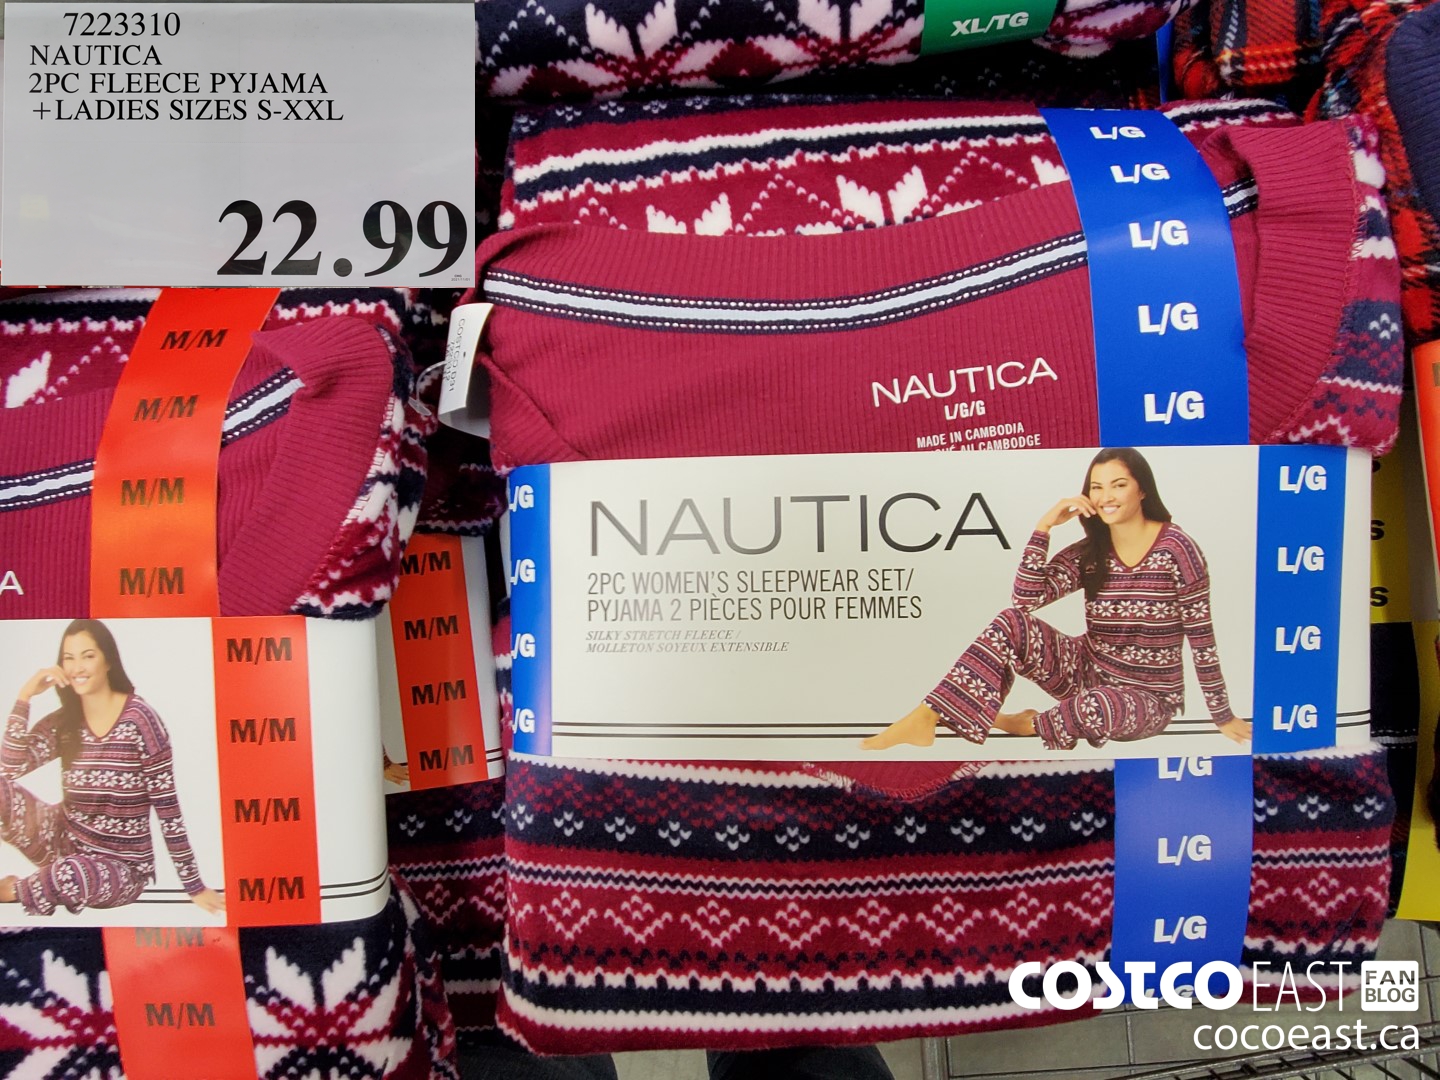 7223310
NAUTICA
2PC FLEECE PYJAMA
+LADIES SIZES S-XXL
22.99
XL/TG
L/G
L/G
L/G
L/G
L/G
NAUTICA
L/G/G
MADE IN CAMBODIA
AU CAMBODGE
M/M
M/M
M/M
M/M
A
M/M
M/M
M/M
M/M
L/G
L/G
L/G
L/G
NAUTICA
2PC WOMEN'S SLEEPWEAR SET/
PYJAMA 2 PIÈCES POUR FEMMES
SILKY STRETCH FLEECE /
MOLLETON SOYEUX EXTENSIBLE
L/G
L/G
L/G
L/G
M/M
M/M
M/M
M/M
M/M
M/M
L/G
L/G
L/G
COSTCO EAST FAN
BLOG
cocoeast.ca